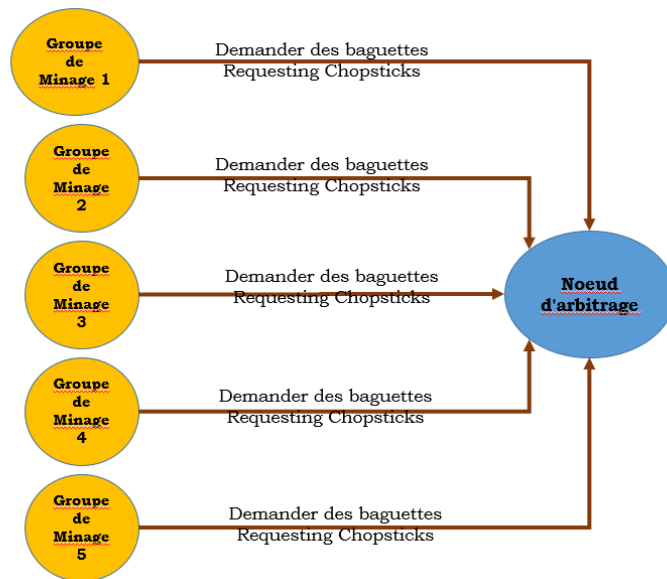 Groupe
de
Minage 1
Demander des baguettes
Requesting Chopsticks
Groupe
de
Minage
2
Demander des baguettes
Requesting Chopsticks
Groupe
de
Minage
3
Demander des baguettes
Requesting Chopsticks
Noeud
d'arbitrage
Groupe
de
Minage
4
Demander des baguettes
Requesting Chopsticks
Groupe
de
Minage
5
Demander des baguettes
Requesting Chopsticks